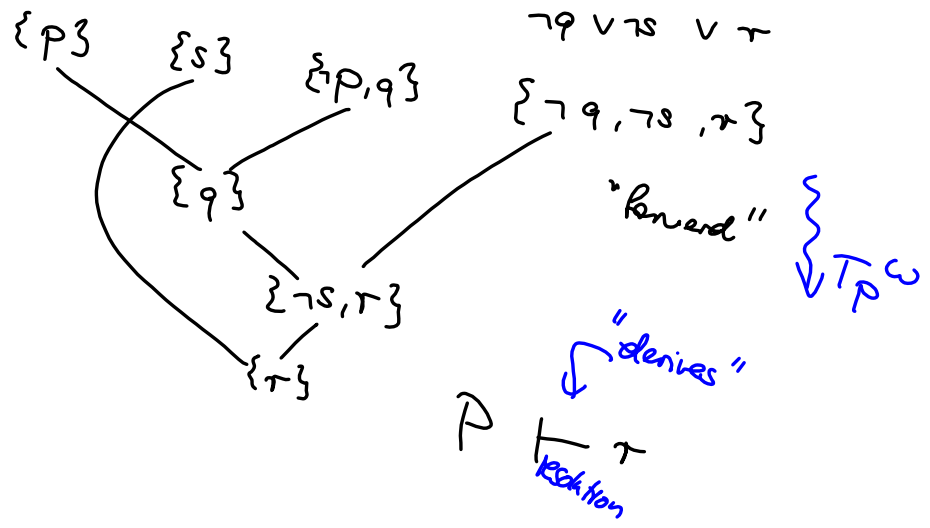 ¬q ∨ ¬s ∨ r
{p} {s} {¬p,q} {¬q,¬s,r}
{q}
"forward"
T_P^ω
{¬s,r}
"derives"
{r}
P ⊢ r
resolution